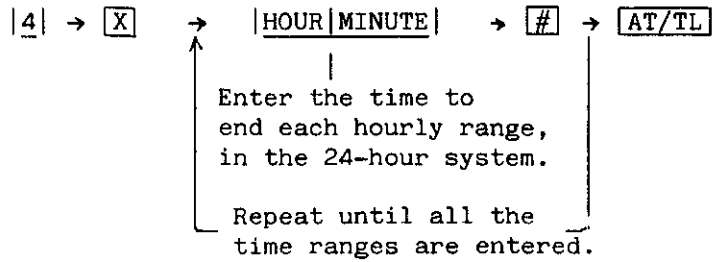 |4| → X → |HOUR|MINUTE| → # → AT/TL
Enter the time to
end each hourly range,
in the 24-hour system.
Repeat until all the
time ranges are entered.